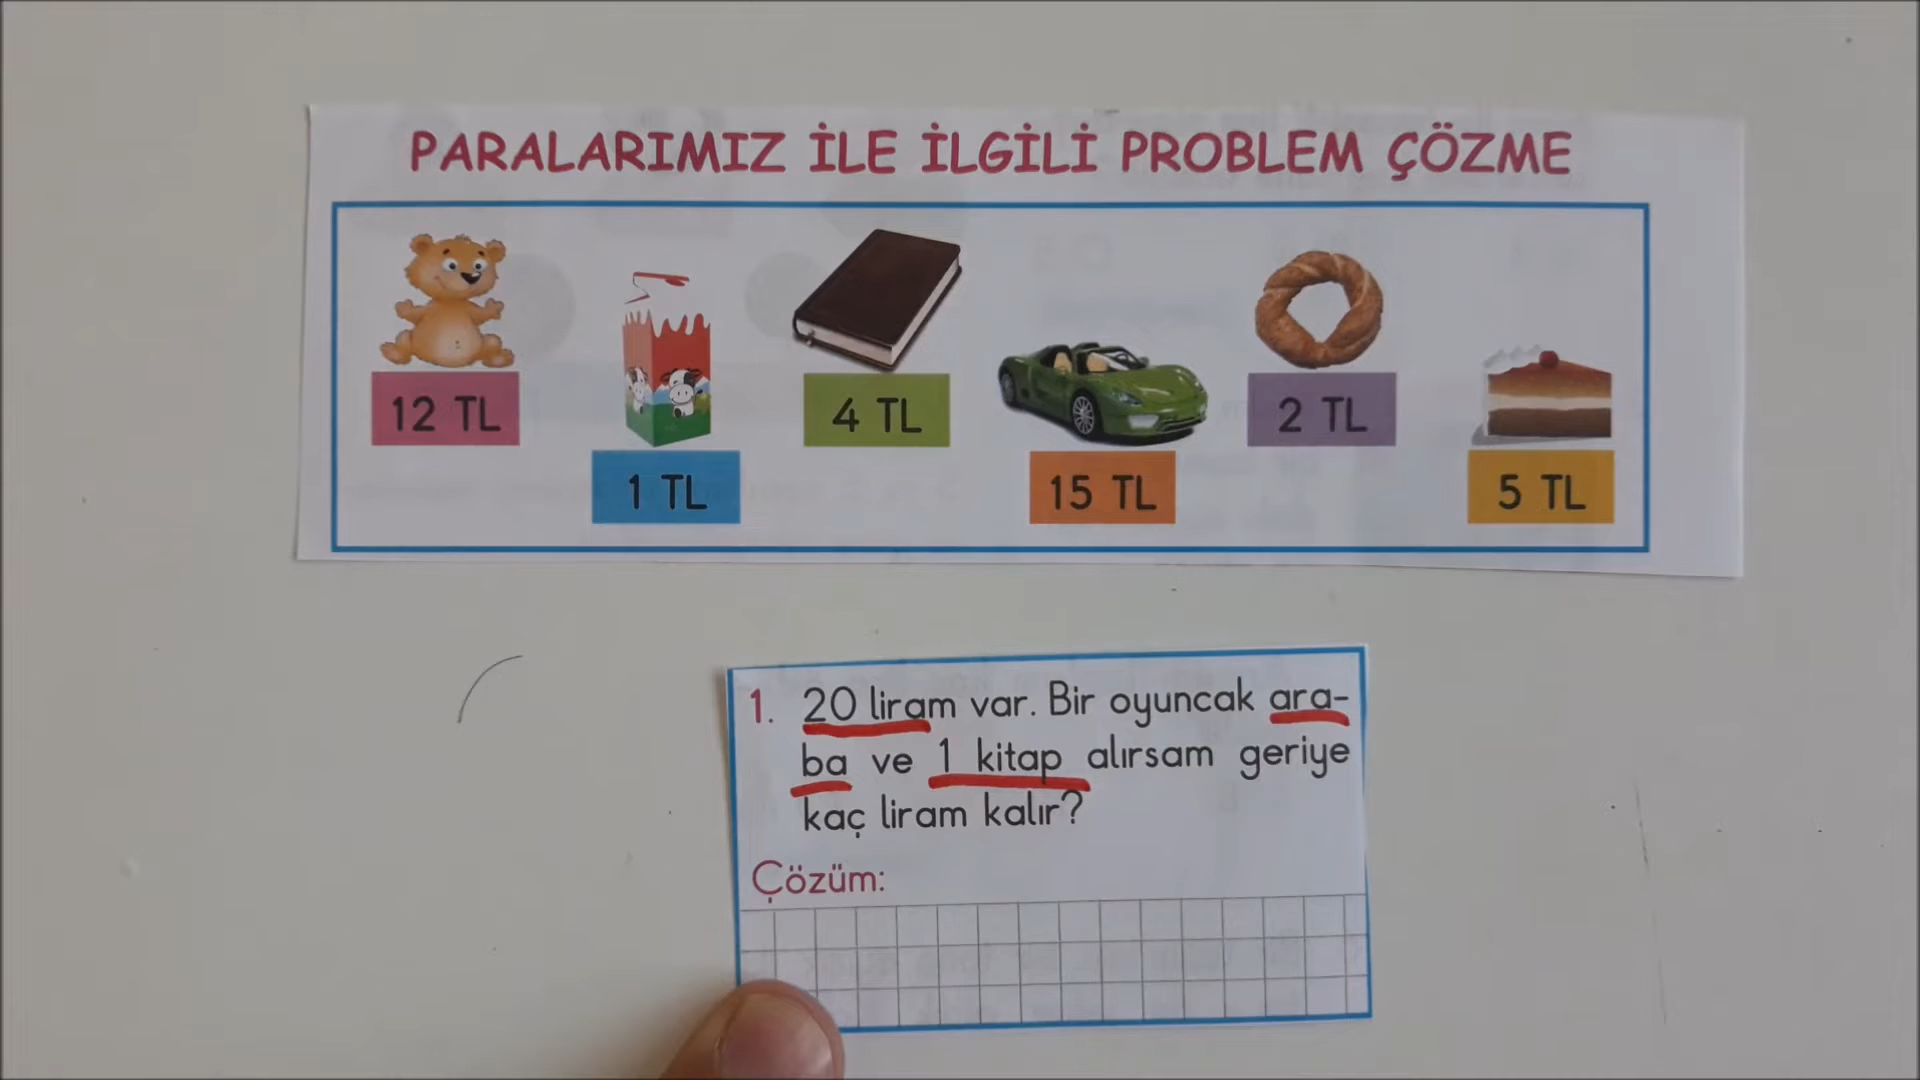 PARALARIMIZ İLE İLGİLİ PROBLEM ÇÖZME
12 TL
1 TL
4 TL
15 TL
2 TL
5 TL
1. 20 liram var. Bir oyuncak ara-
ba ve 1 kitap alırsam geriye
kaç liram kalır?
Çözüm: